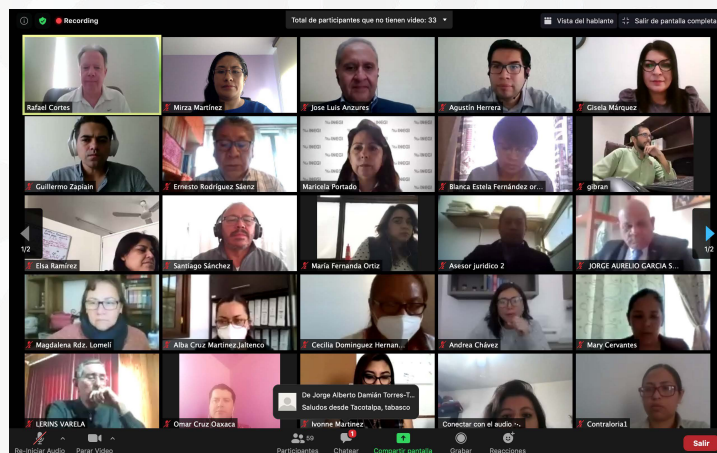 Recording
Total de participantes que no tienen video: 33
Vista del hablante
Salir de pantalla completa
Rafael Cortes
Mirza Martínez
Jose Luis Anzures
Agustín Herrera
Gisela Márquez
Guillermo Zapiain
Ernesto Rodríguez Sáenz
Maricela Portado
Blanca Estela Fernández or...
gibran
1/2
1/2
Elsa Ramírez
Santiago Sánchez
María Fernanda Ortiz
Asesor jurídico 2
JORGE AURELIO GARCIA S...
Magdalena Rdz. Lomelí
Alba Cruz Martinez.Jaltenco
Cecilia Dominguez Hernan...
Andrea Chávez
Mary Cervantes
De Jorge Alberto Damián Torres-T...
Saludos desde Tacotalpa, tabasco
LERINS VARELA
Omar Cruz Oaxaca
Ivonne Martinez
Conectar con el audio
Contraloria1
59
1
Re-Iniciar Audio
Parar Video
Participantes
Chatear
Compartir pantalla
Grabar
Reacciones
Salir